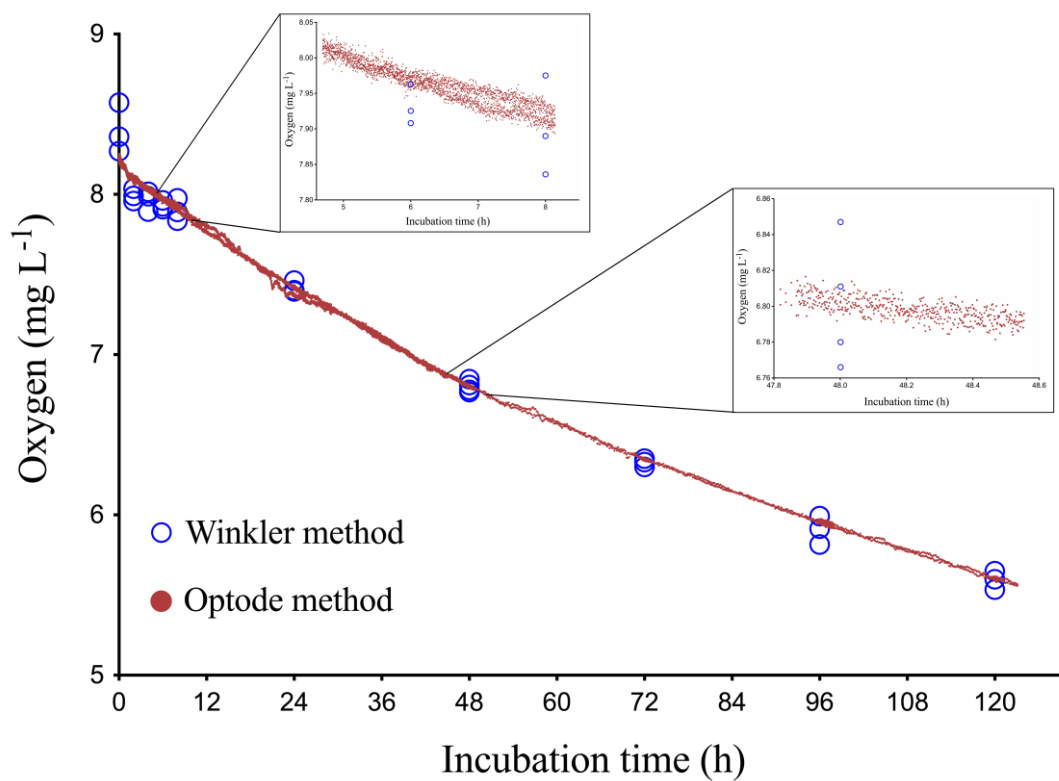 9
8
7
6
5
Oxygen (mg L-1)
0 12 24 36 48 60 72 84 96 108 120
Incubation time (h)
Winkler method
Optode method
8.05
8.00
7.95
7.90
7.85
7.80
Oxygen (mg L-1)
5 6 7 8
Incubation time (h)
6.86
6.84
6.82
6.80
6.78
6.76
Oxygen (mg L-1)
47.8 48.0 48.2 48.4 48.6
Incubation time (h)